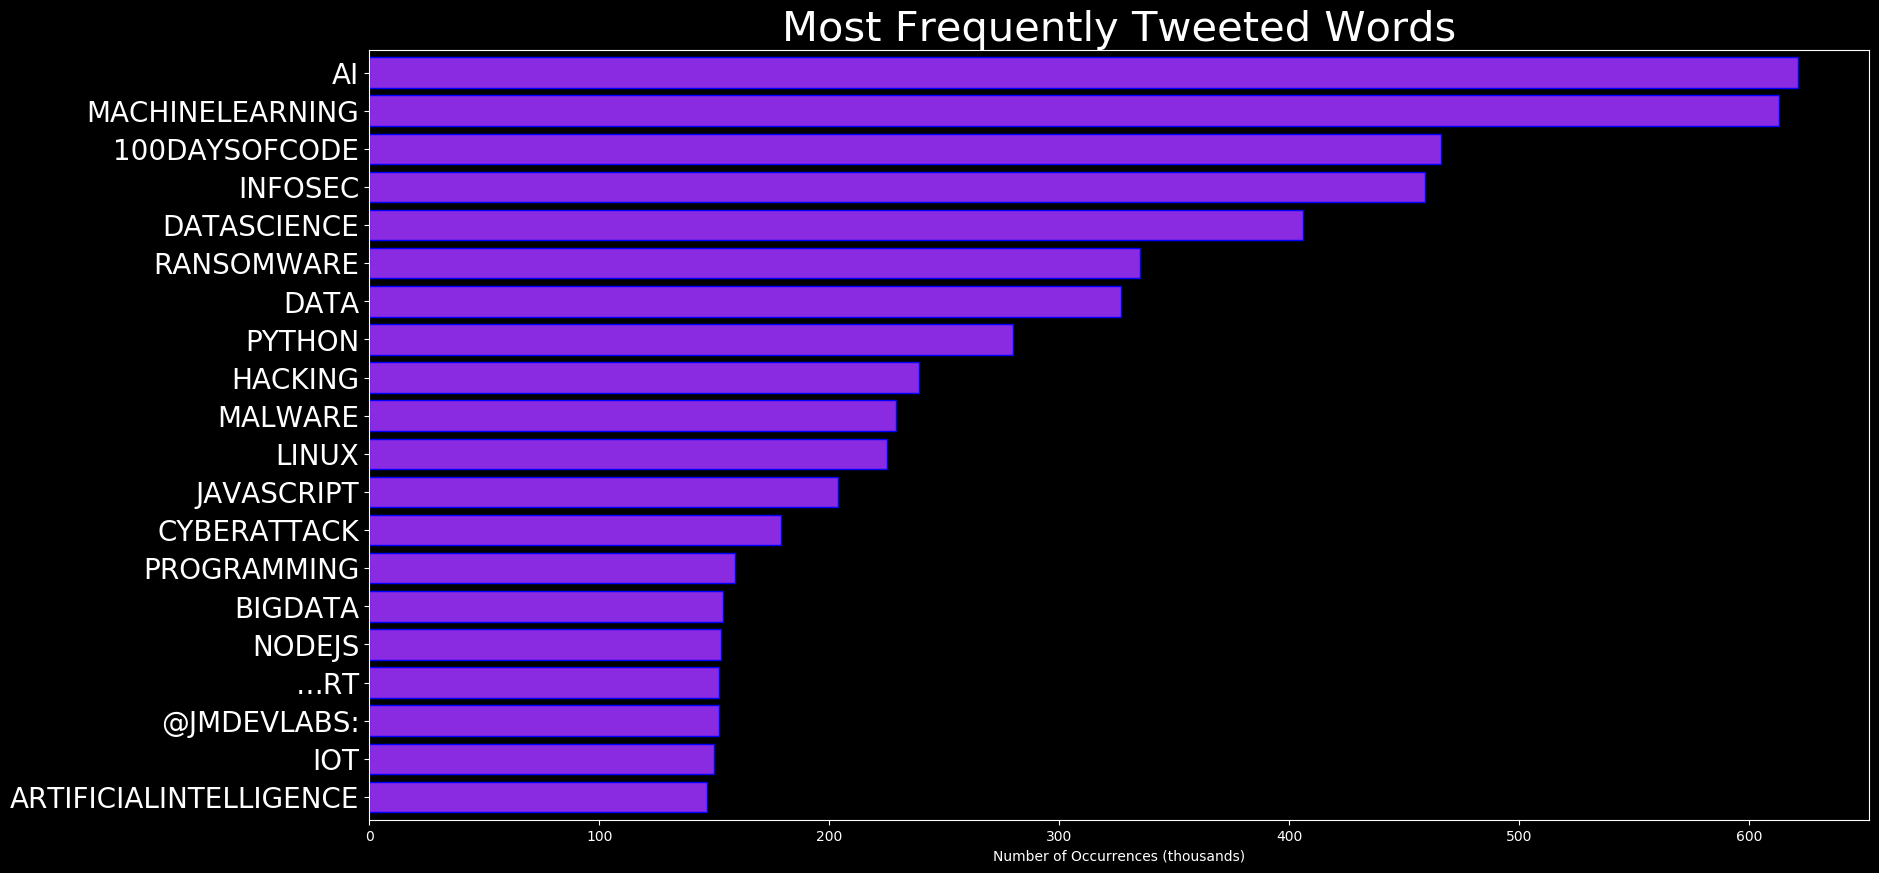 Most Frequently Tweeted Words
AI
MACHINELEARNING
100DAYSOFCODE
INFOSEC
DATASCIENCE
RANSOMWARE
DATA
PYTHON
HACKING
MALWARE
LINUX
JAVASCRIPT
CYBERATTACK
PROGRAMMING
BIGDATA
NODEJS
…RT
@JMDEVLABS:
IOT
ARTIFICIALINTELLIGENCE
0 100 200 300 400 500 600
Number of Occurrences (thousands)